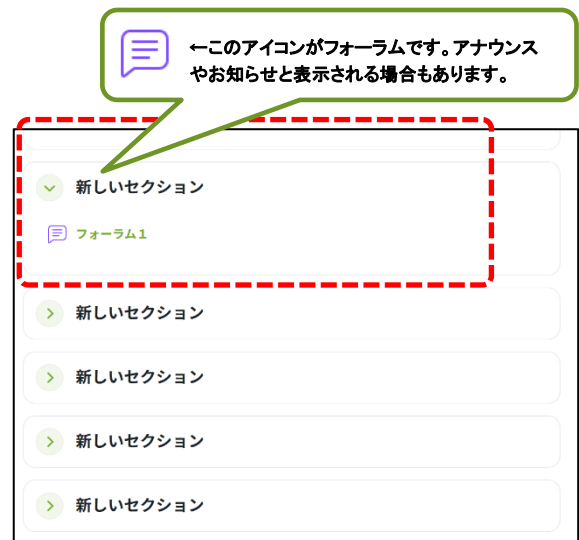 ←このアイコンがフォーラムです。アナウンス
やお知らせと表示される場合もあります。
新しいセクション
フォーラム1
新しいセクション
新しいセクション
新しいセクション
新しいセクション